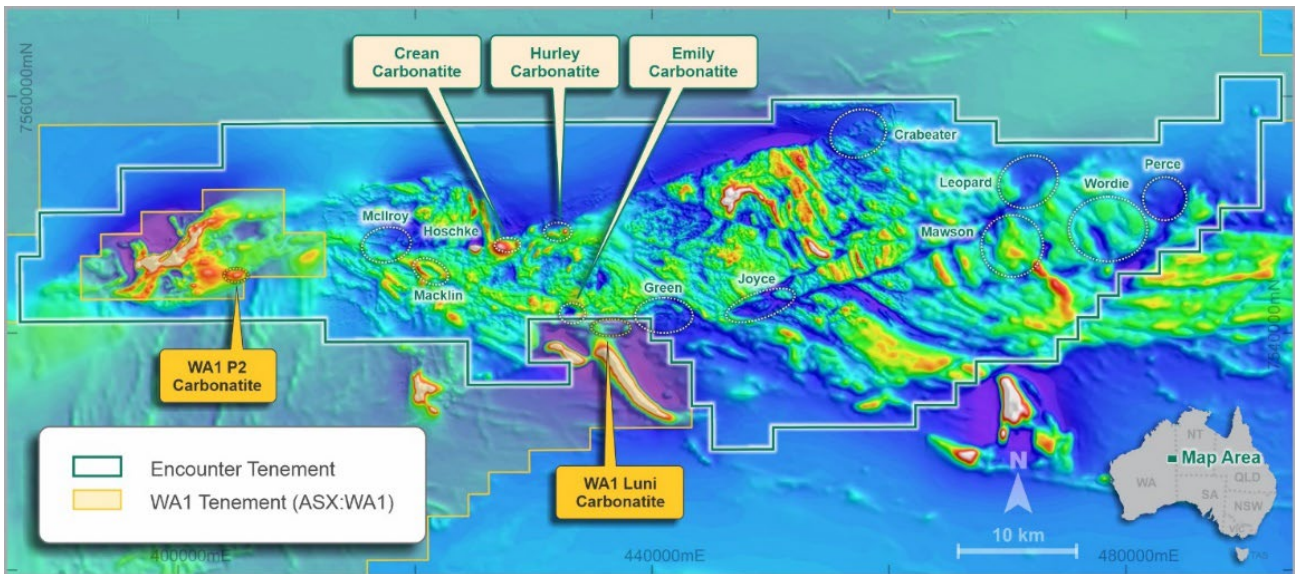 Crean
Carbonatite
Hurley
Carbonatite
Emily
Carbonatite
7560000mN
Crabeater
Leopard
Wordie
Perce
McIlroy
Hoschke
Mawson
Macklin
Green
Joyce
WA1 P2
Carbonatite
WA1 Luni
Carbonatite
7540000mN
Encounter Tenement
WA1 Tenement (ASX:WA1)
N
10 km
400000mE
440000mE
480000mE
NT
Map Area
WA
QLD
SA
NSW
VIC
TAS